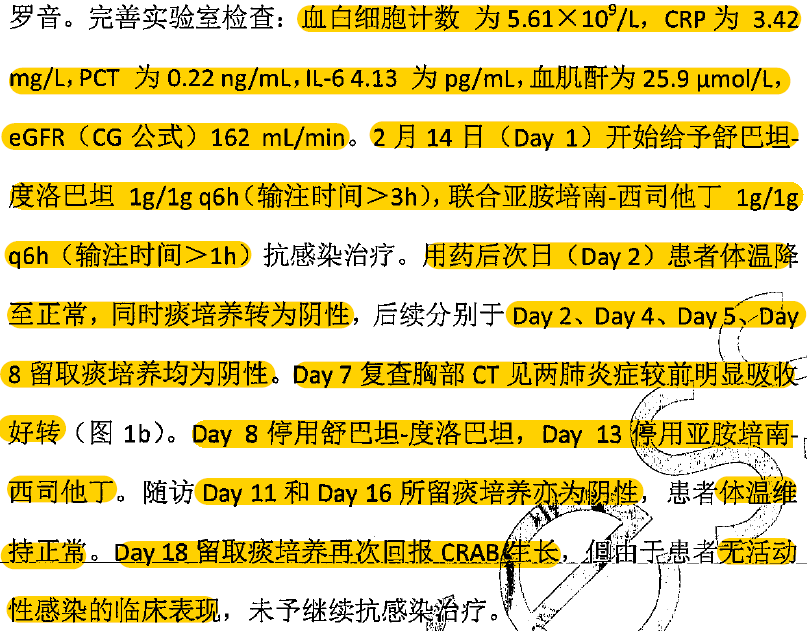 罗音。完善实验室检查：血白细胞计数 为 5.61×10⁹/L，CRP 为 3.42
mg/L，PCT 为 0.22 ng/mL，IL-6 4.13 为 pg/mL，血肌酐为 25.9 μmol/L，
eGFR（CG 公式）162 mL/min。2 月 14 日（Day 1）开始给予舒巴坦-
度洛巴坦 1g/1g q6h（输注时间＞3h），联合亚胺培南-西司他丁 1g/1g
q6h（输注时间＞1h）抗感染治疗。用药后次日（Day 2）患者体温降
至正常，同时痰培养转为阴性，后续分别于 Day 2、Day 4、Day 5、Day
8 留取痰培养均为阴性。Day 7 复查胸部 CT 见两肺炎症较前明显吸收
好转（图 1b）。Day 8 停用舒巴坦-度洛巴坦，Day 13 停用亚胺培南-
西司他丁。随访 Day 11 和 Day 16 所留痰培养亦为阴性，患者体温维
持正常。Day 18 留取痰培养再次回报 CRAB 生长，但由于患者无活动
性感染的临床表现，未予继续抗感染治疗。